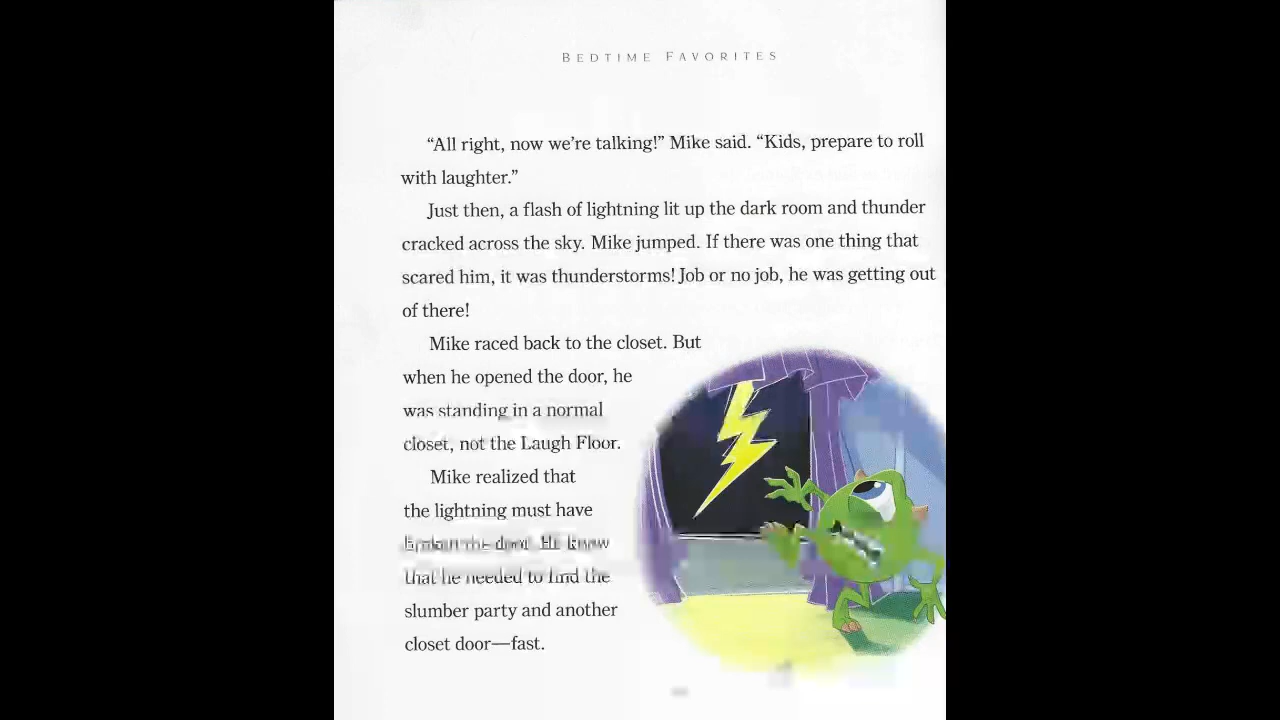 BEDTIME FAVORITES
“All right, now we’re talking!” Mike said. “Kids, prepare to roll
with laughter.”
Just then, a flash of lightning lit up the dark room and thunder
cracked across the sky. Mike jumped. If there was one thing that
scared him, it was thunderstorms! Job or no job, he was getting out
of there!
Mike raced back to the closet. But
when he opened the door, he
was standing in a normal
closet, not the Laugh Floor.
Mike realized that
the lightning must have
the door. He knew
that he needed to find the
slumber party and another
closet door—fast.